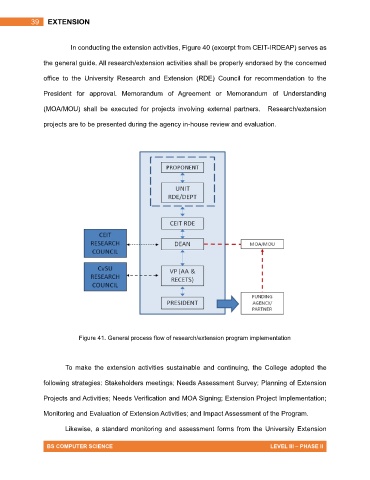 39 EXTENSION
In conducting the extension activities, Figure 40 (excerpt from CEIT-IRDEAP) serves as
the general guide. All research/extension activities shall be properly endorsed by the concerned
office to the University Research and Extension (RDE) Council for recommendation to the
President for approval. Memorandum of Agreement or Memorandum of Understanding
(MOA/MOU) shall be executed for projects involving external partners. Research/extension
projects are to be presented during the agency in-house review and evaluation.
PROPONENT
UNIT
RDE/DEPT
CEIT RDE
CEIT
RESEARCH
COUNCIL
DEAN
MOA/MOU
CvSU
RESEARCH
COUNCIL
VP (AA &
RECETS)
PRESIDENT
FUNDING
AGENCY/
PARTNER
Figure 41. General process flow of research/extension program implementation
To make the extension activities sustainable and continuing, the College adopted the
following strategies: Stakeholders meetings; Needs Assessment Survey; Planning of Extension
Projects and Activities; Needs Verification and MOA Signing; Extension Project Implementation;
Monitoring and Evaluation of Extension Activities; and Impact Assessment of the Program.
Likewise, a standard monitoring and assessment forms from the University Extension
BS COMPUTER SCIENCE LEVEL III – PHASE II